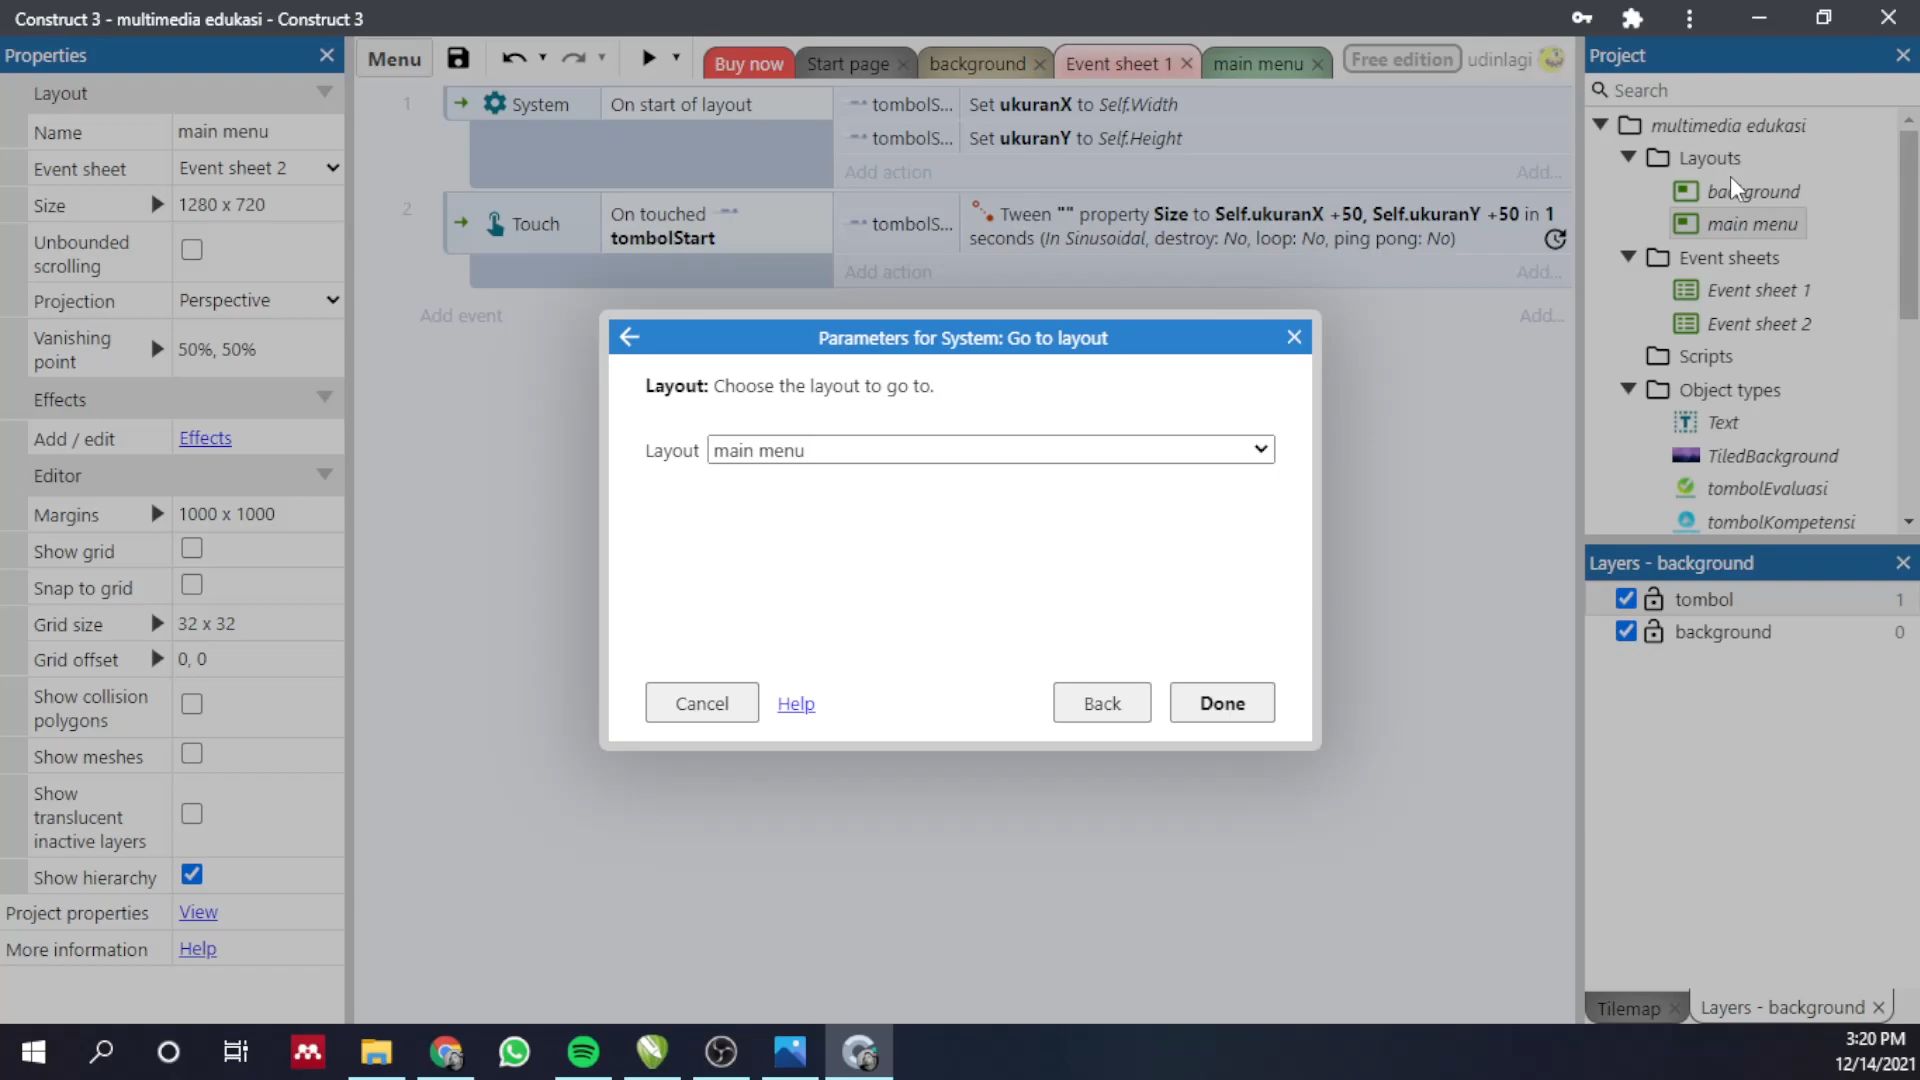 Construct 3 - multimedia edukasi - Construct 3
Properties
Layout
Name main menu
Event sheet Event sheet 2
Size 1280 x 720
Unbounded
scrolling
Projection Perspective
Vanishing
point 50%, 50%
Effects
Add / edit Effects
Editor
Margins 1000 x 1000
Show grid
Snap to grid
Grid size 32 x 32
Grid offset 0, 0
Show collision
polygons
Show meshes
Show
translucent
inactive layers
Show hierarchy
Project properties View
More information Help
Menu
Buy now
Start page
background
Event sheet 1
main menu
Free edition
udinlagi
1 System On start of layout tombolS... Set ukuranX to Self.Width
tombolS... Set ukuranY to Self.Height
Add action Add...
2 Touch On touched
tombolStart
tombolS... Tween "" property Size to Self.ukuranX +50, Self.ukuranY +50 in 1
seconds (In Sinusoidal, destroy: No, loop: No, ping pong: No)
Add action Add...
Add event Add...
Parameters for System: Go to layout
Layout: Choose the layout to go to.
Layout main menu
Cancel Help Back Done
Project
Search
multimedia edukasi
Layouts
background
main menu
Event sheets
Event sheet 1
Event sheet 2
Scripts
Object types
Text
TiledBackground
tombolEvaluasi
tombolKompetensi
Layers - background
tombol 1
background 0
Tilemap
Layers - background
3:20 PM
12/14/2021